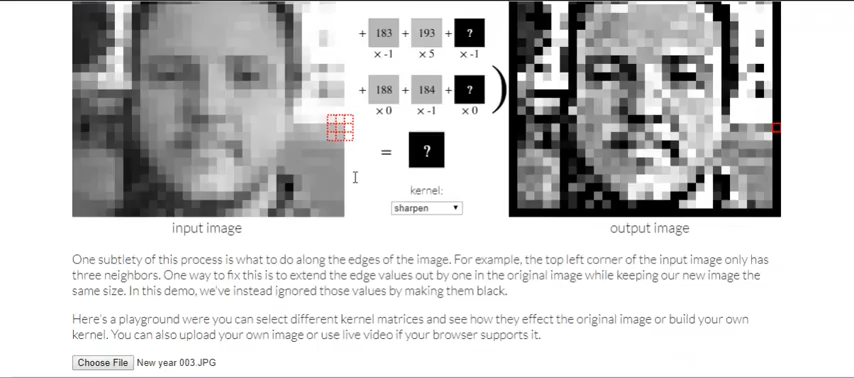 + 183 + 193 + ?
× -1 × 5 × -1
+ 188 + 184 + ? )
× 0 × -1 × 0
= ?
kernel:
sharpen
input image
output image
One subtlety of this process is what to do along the edges of the image. For example, the top left corner of the input image only has
three neighbors. One way to fix this is to extend the edge values out by one in the original image while keeping our new image the
same size. In this demo, we've instead ignored those values by making them black.
Here's a playground were you can select different kernel matrices and see how they effect the original image or build your own
kernel. You can also upload your own image or use live video if your browser supports it.
Choose File New year 003.JPG